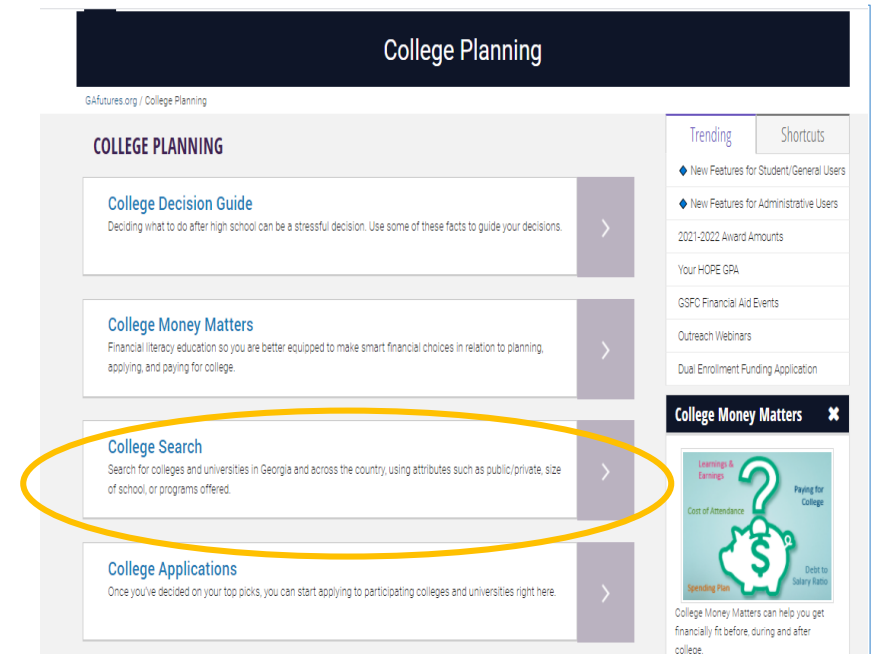 College Planning
GAfutures.org / College Planning
COLLEGE PLANNING
College Decision Guide
Deciding what to do after high school can be a stressful decision. Use some of these facts to guide your decisions.
College Money Matters
Financial literacy education so you are better equipped to make smart financial choices in relation to planning,
applying, and paying for college.
College Search
Search for colleges and universities in Georgia and across the country, using attributes such as public/private, size
of school, or programs offered.
College Applications
Once you've decided on your top picks, you can start applying to participating colleges and universities right here.
Trending
Shortcuts
New Features for Student/General Users
New Features for Administrative Users
2021-2022 Award Amounts
Your HOPE GPA
GSFC Financial Aid Events
Outreach Webinars
Dual Enrollment Funding Application
College Money Matters
Learnings &
Earnings
Paying for
College
Cost of Attendance
$
Debt to
Salary Ratio
Spending Plan
College Money Matters can help you get
financially fit before, during and after
college.